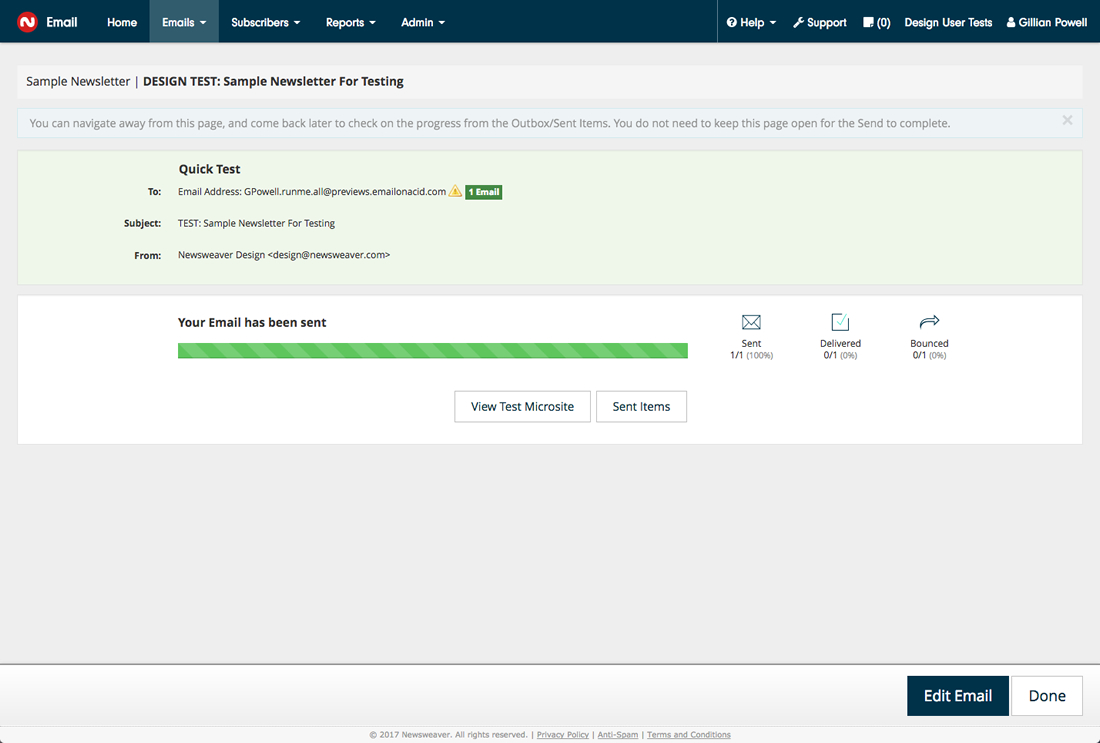 Email Home Emails Subscribers Reports Admin Help Support (0) Design User Tests Gillian Powell
Sample Newsletter | DESIGN TEST: Sample Newsletter For Testing
You can navigate away from this page, and come back later to check on the progress from the Outbox/Sent Items. You do not need to keep this page open for the Send to complete.
Quick Test
To: Email Address: GPowell.runme.all@previews.emailonacid.com 1 Email
Subject: TEST: Sample Newsletter For Testing
From: Newsweaver Design <design@newsweaver.com>
Your Email has been sent
Sent Delivered Bounced
1/1 (100%) 0/1 (0%) 0/1 (0%)
View Test Microsite Sent Items
Edit Email Done
© 2017 Newsweaver. All rights reserved. | Privacy Policy | Anti-Spam | Terms and Conditions